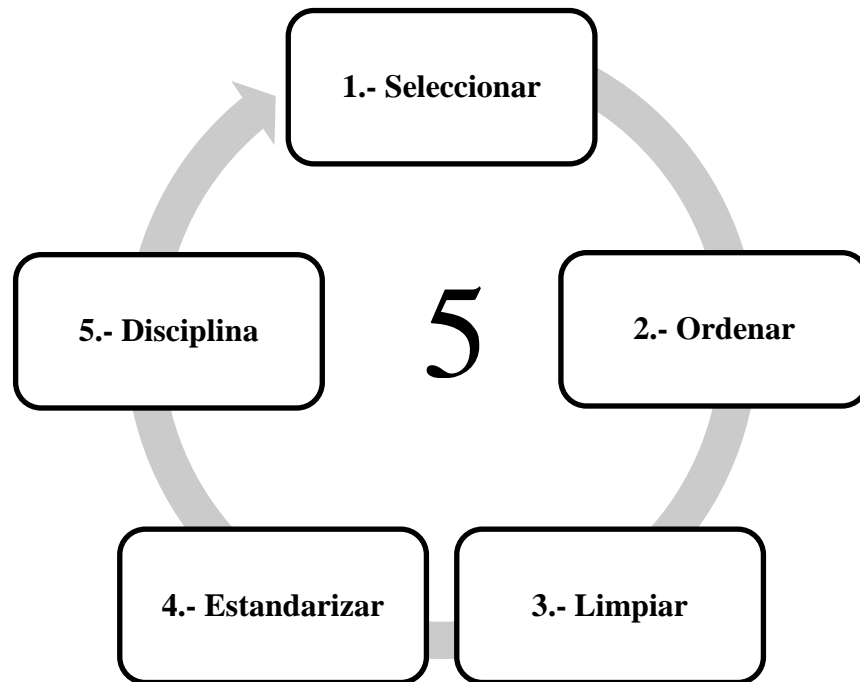 1.- Seleccionar
2.- Ordenar
3.- Limpiar
4.- Estandarizar
5.- Disciplina
5